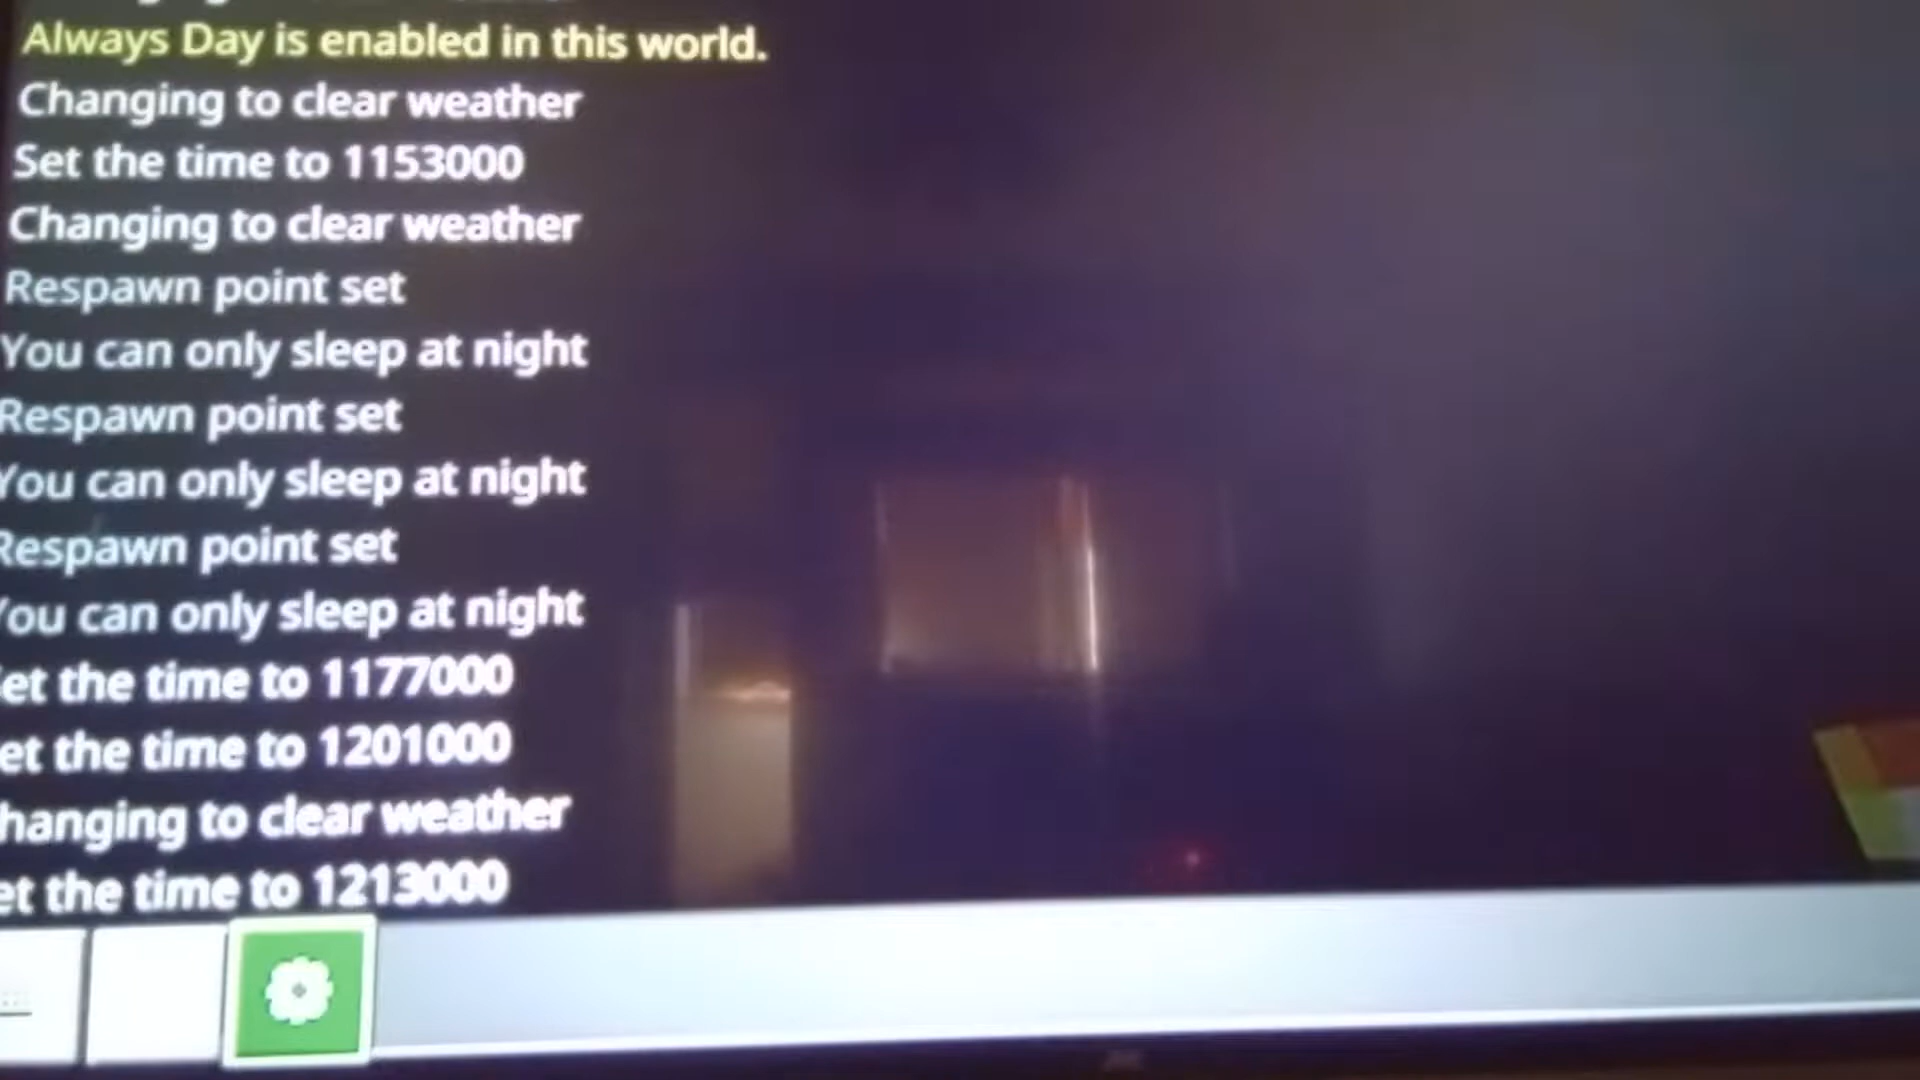 Always Day is enabled in this world.
Changing to clear weather
Set the time to 1153000
Changing to clear weather
Respawn point set
You can only sleep at night
Respawn point set
You can only sleep at night
Respawn point set
You can only sleep at night
et the time to 1177000
et the time to 1201000
hanging to clear weather
et the time to 1213000